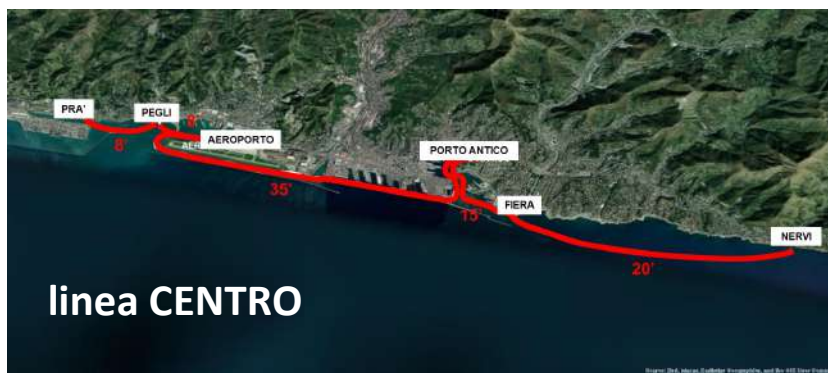 PRA'
PEGLI
8'
AEROPORTO
PORTO ANTICO
8'
35'
15'
FIERA
NERVI
20'
linea CENTRO